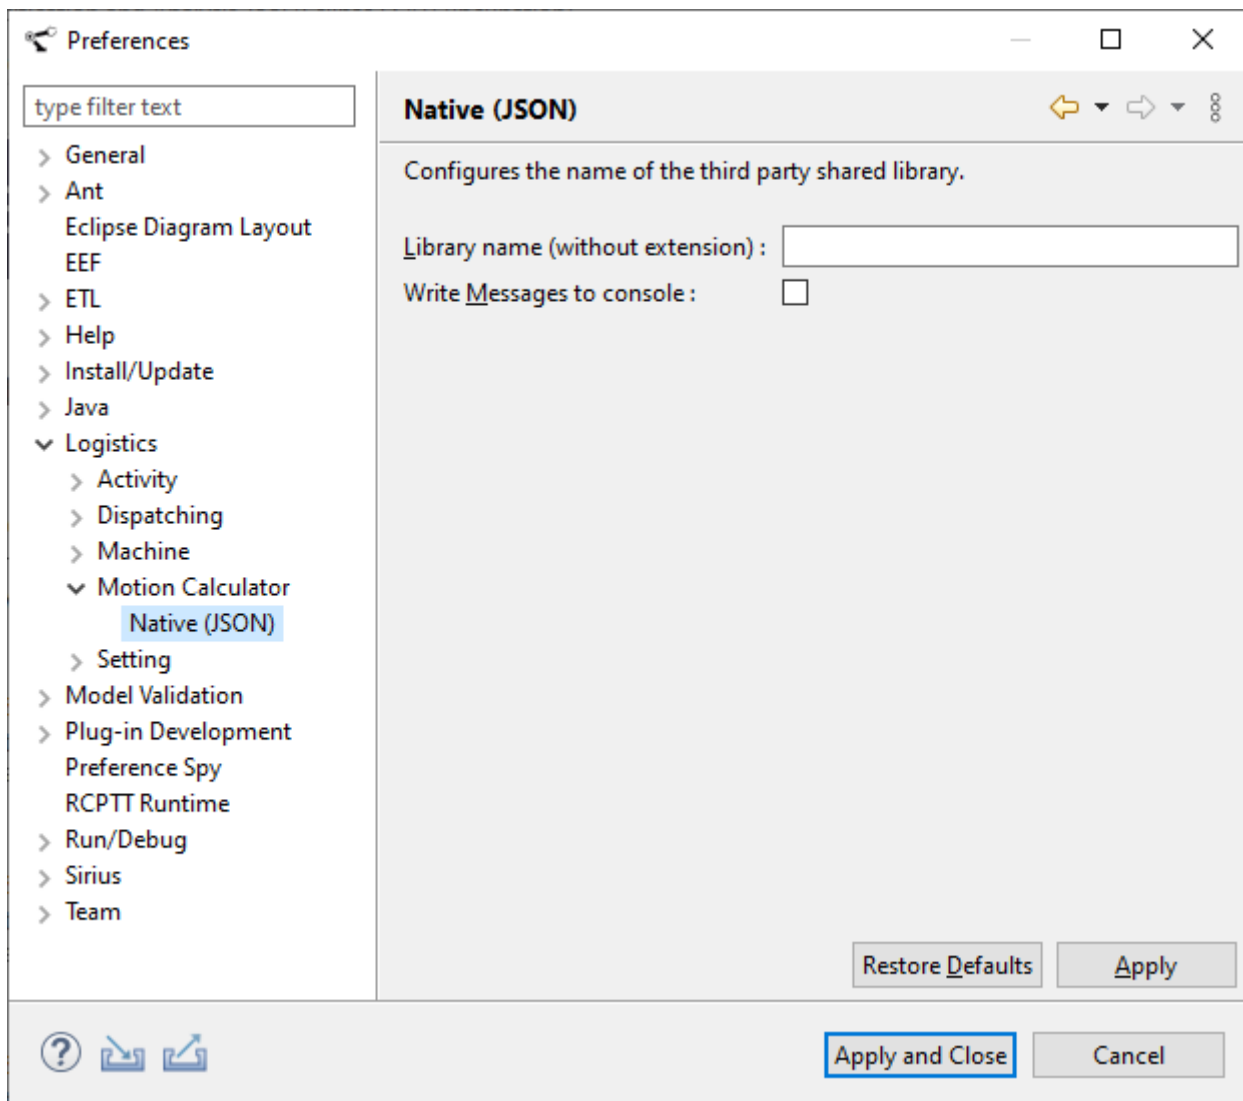 Preferences
type filter text
General
Ant
Eclipse Diagram Layout
EEF
ETL
Help
Install/Update
Java
Logistics
Activity
Dispatching
Machine
Motion Calculator
Native (JSON)
Setting
Model Validation
Plug-in Development
Preference Spy
RCPTT Runtime
Run/Debug
Sirius
Team
Native (JSON)
Configures the name of the third party shared library.
Library name (without extension) :
Write Messages to console :
Restore Defaults
Apply
Apply and Close
Cancel